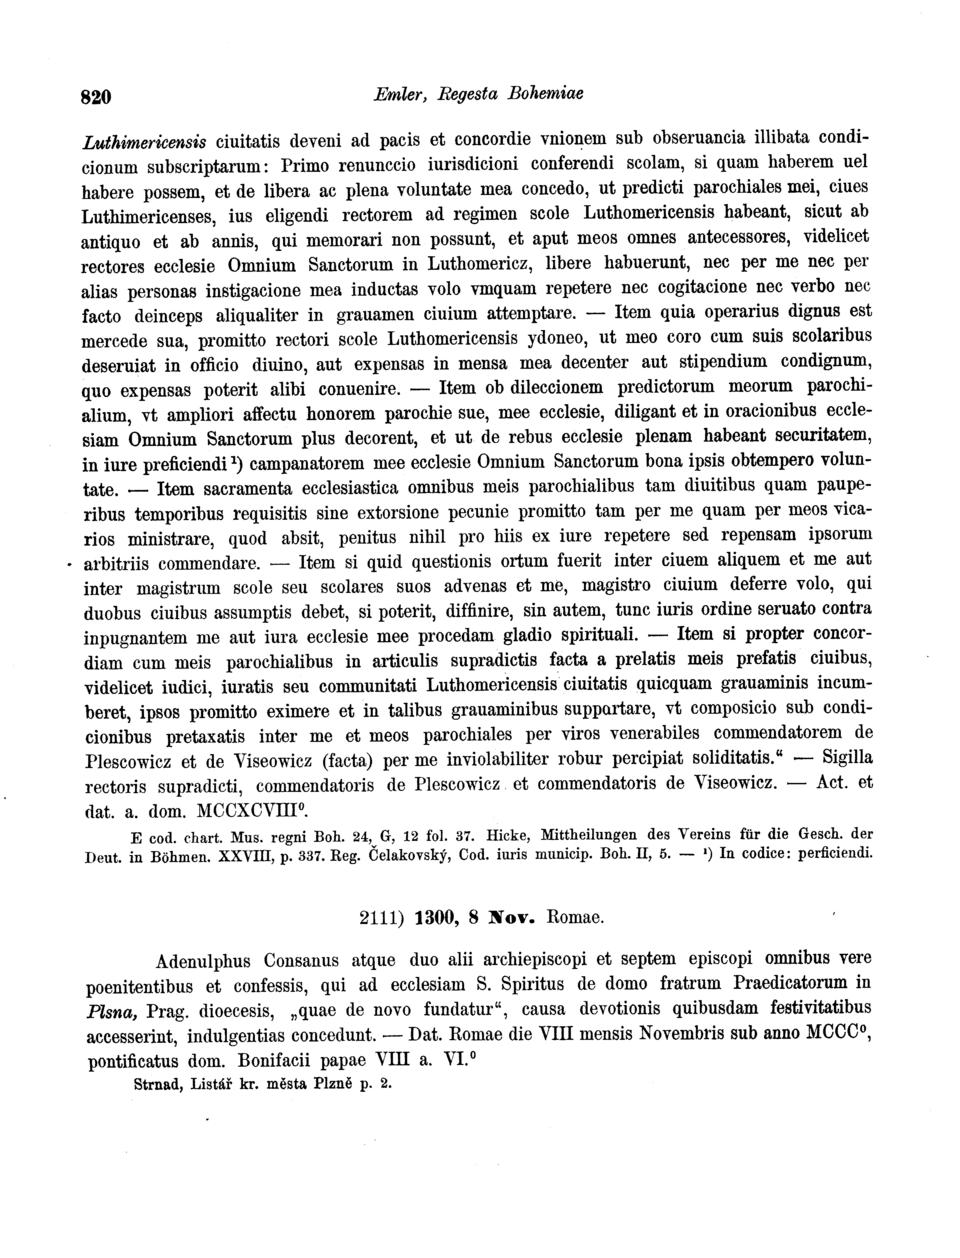 820 Emler, Regesta Bohemiae
Luthimericensis ciuitatis deveni ad pacis et concordie vnionem sub obseruancia illibata condi-
cionum subscriptarum: Primo renunccio iurisdicioni conferendi scolam, si quam haberem uel
habere possem, et de libera ac plena voluntate mea concedo, ut predicti parochiales mei, ciues
Luthimericenses, ius eligendi rectorem ad regimen scole Luthomericensis habeant, sicut ab
antiquo et ab annis, qui memorari non possunt, et aput meos omnes antecessores, videlicet
rectores ecclesie Omnium Sanctorum in Luthomericz, libere habuerunt, nec per me nec per
alias personas instigacione mea inductas volo vmquam repetere nec cogitacione nec verbo nec
facto deinceps aliqualiter in grauamen ciuium attemptare. — Item quia operarius dignus est
mercede sua, promitto rectori scole Luthomericensis ydoneo, ut meo coro cum suis scolaribus
deseruiat in officio diuino, aut expensas in mensa mea decenter aut stipendium condignum,
quo expensas poterit alibi conuenire. — Item ob dileccionem predictorum meorum parochi-
alium, vt ampliori affectu honorem parochie sue, mee ecclesie, diligant et in oracionibus eccle-
siam Omnium Sanctorum plus decorent, et ut de rebus ecclesie plenam habeant securitatem,
in iure preficiendi ¹) campanatorem mee ecclesie Omnium Sanctorum bona ipsis obtempero volun-
tate. — Item sacramenta ecclesiastica omnibus meis parochialibus tam diuitibus quam paupe-
ribus temporibus requisitis sine extorsione pecunie promitto tam per me quam per meos vica-
rios ministrare, quod absit, penitus nihil pro hiis ex iure repetere sed repensam ipsorum
arbitriis commendare. — Item si quid questionis ortum fuerit inter ciuem aliquem et me aut
inter magistrum scole seu scolares suos advenas et me, magistro ciuium deferre volo, qui
duobus ciuibus assumptis debet, si poterit, diffinire, sin autem, tunc iuris ordine seruato contra
inpugnantem me aut iura ecclesie mee procedam gladio spirituali. — Item si propter concor-
diam cum meis parochialibus in articulis supradictis facta a prelatis meis prefatis ciuibus,
videlicet iudici, iuratis seu communitati Luthomericensis ciuitatis quicquam grauaminis incum-
beret, ipsos promitto eximere et in talibus grauaminibus suppartare, vt composicio sub condi-
cionibus pretaxatis inter me et meos parochiales per viros venerabiles commendatorem de
Plescowicz et de Viseowicz (facta) per me inviolabiliter robur percipiat soliditatis.“ — Sigilla
rectoris supradicti, commendatoris de Plescowicz et commendatoris de Viseowicz. — Act. et
dat. a. dom. MCCXCVIII⁰.
E cod. chart. Mus. regni Boh. 24, G, 12 fol. 37. Hicke, Mittheilungen des Vereins für die Gesch. der
Deut. in Böhmen. XXVIII, p. 337. Reg. Čelakovský, Cod. iuris municip. Boh. II, 5. — ¹) In codice: perficiendi.
2111) 1300, 8 Nov. Romae.
Adenulphus Consanus atque duo alii archiepiscopi et septem episcopi omnibus vere
poenitentibus et confessis, qui ad ecclesiam S. Spiritus de domo fratrum Praedicatorum in
Plsna, Prag. dioecesis, „quae de novo fundatur“, causa devotionis quibusdam festivitatibus
accesserint, indulgentias concedunt. — Dat. Romae die VIII mensis Novembris sub anno MCCC⁰,
pontificatus dom. Bonifacii papae VIII a. VI.⁰
Strnad, Listář kr. města Plzně p. 2.